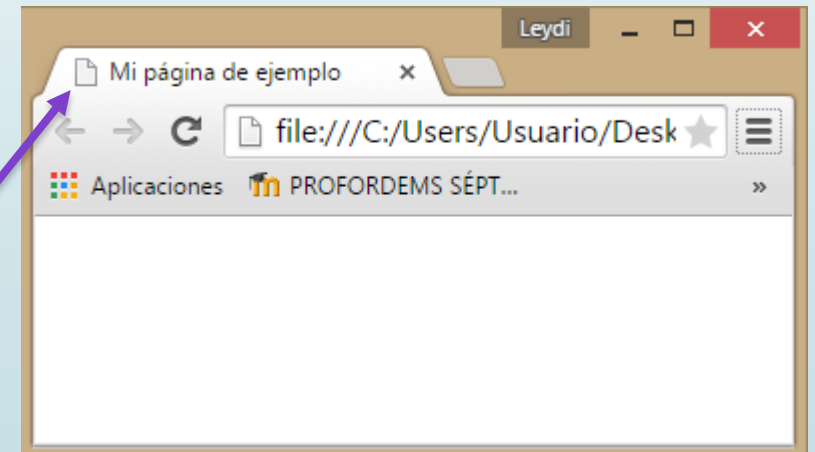 Leydi
Mi página de ejemplo
file:///C:/Users/Usuario/Desk
Aplicaciones PROFORDEMS SÉPT... »